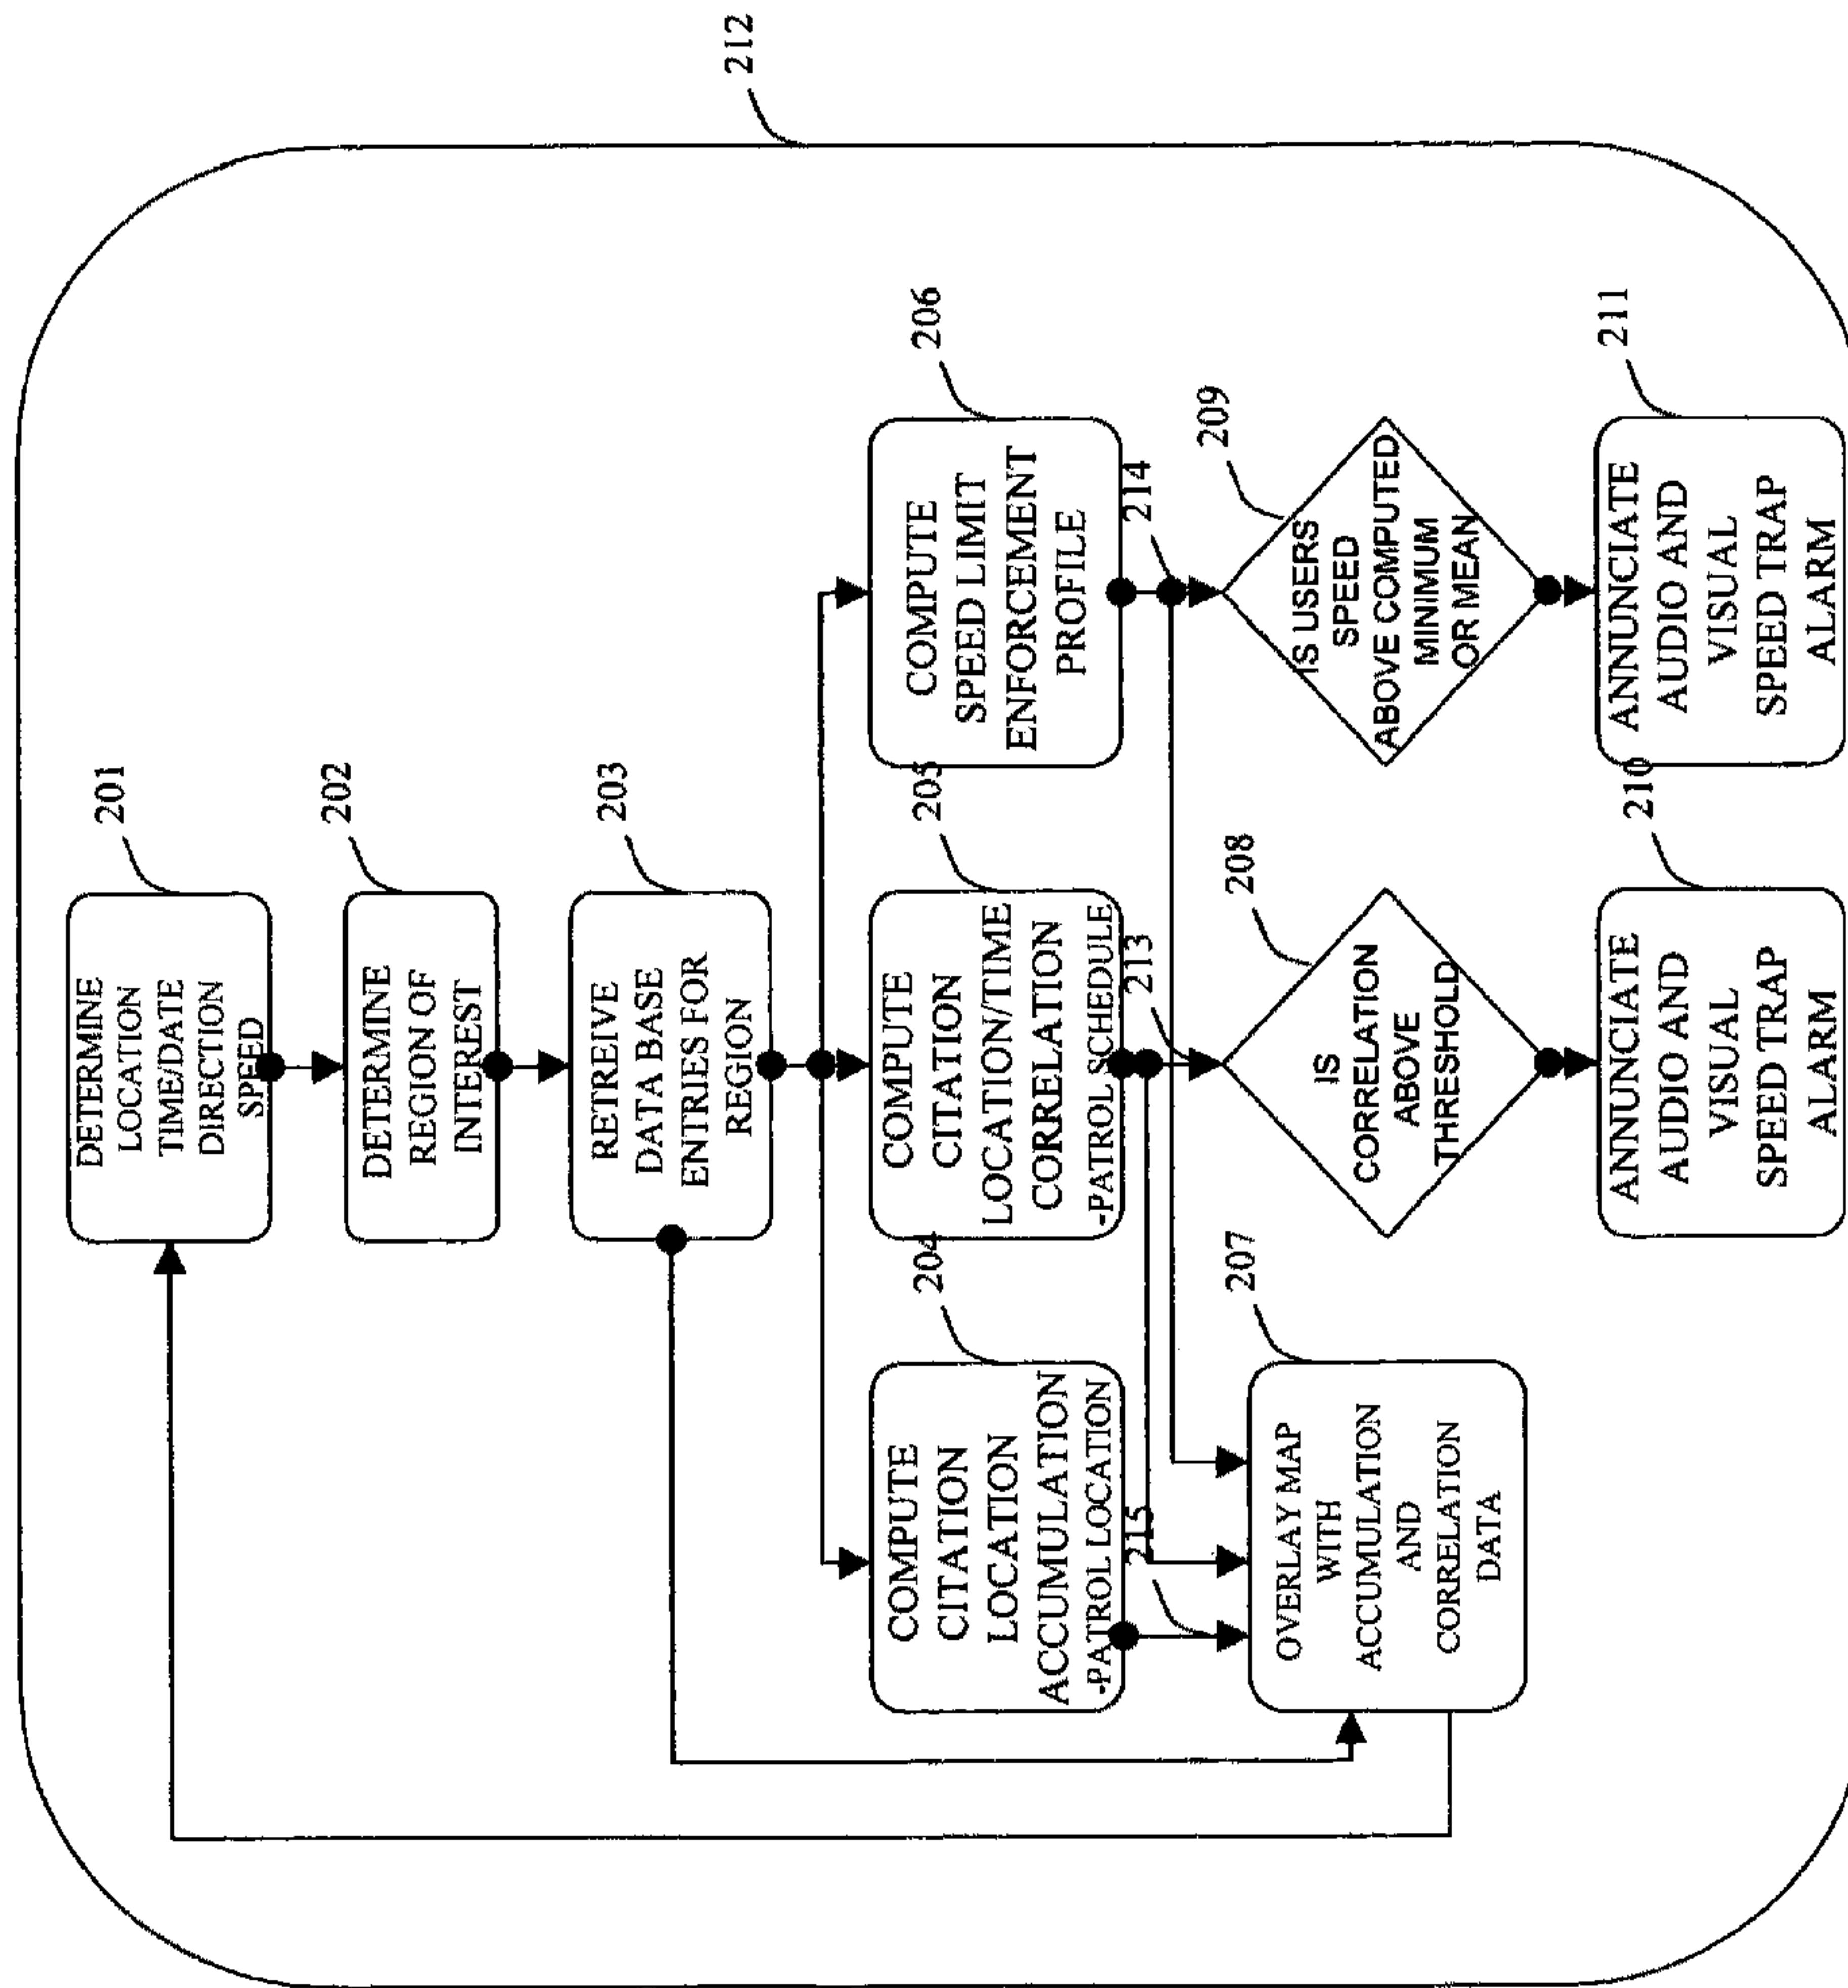 212
201
DETERMINE
LOCATION
TIME/DATE
DIRECTION
SPEED
202
DETERMINE
REGION OF
INTEREST
203
RETREIVE
DATA BASE
ENTRIES FOR
REGION
204
COMPUTE
CITATION
LOCATION
ACCUMULATION
-PATROL LOCATION
205
COMPUTE
CITATION
LOCATION/TIME
CORRELATION
-PATROL SCHEDULE
206
COMPUTE
SPEED LIMIT
ENFORCEMENT
PROFILE
215
213
214
207
OVERLAY MAP
WITH
ACCUMULATION
AND
CORRELATION
DATA
208
IS
CORRELATION
ABOVE
THRESHOLD
209
IS USERS
SPEED
ABOVE COMPUTED
MINIMUM
OR MEAN
210
ANNUNCIATE
AUDIO AND
VISUAL
SPEED TRAP
ALARM
211
ANNUNCIATE
AUDIO AND
VISUAL
SPEED TRAP
ALARM